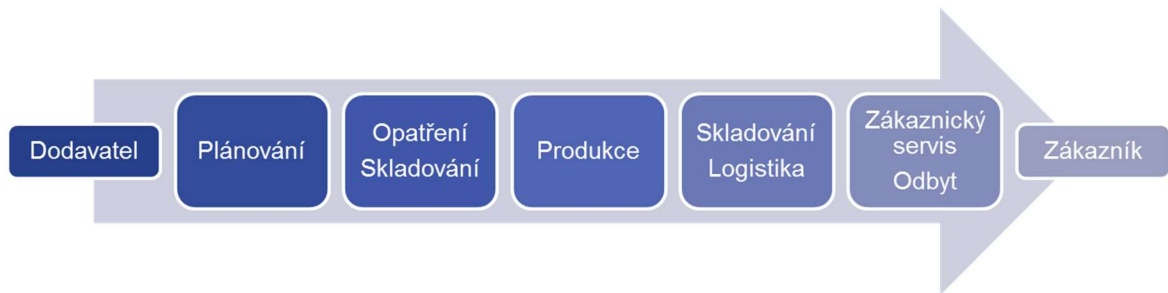 Dodavatel
Plánování
Opatření
Skladování
Produkce
Skladování
Logistika
Zákaznický
servis
Odbyt
Zákazník